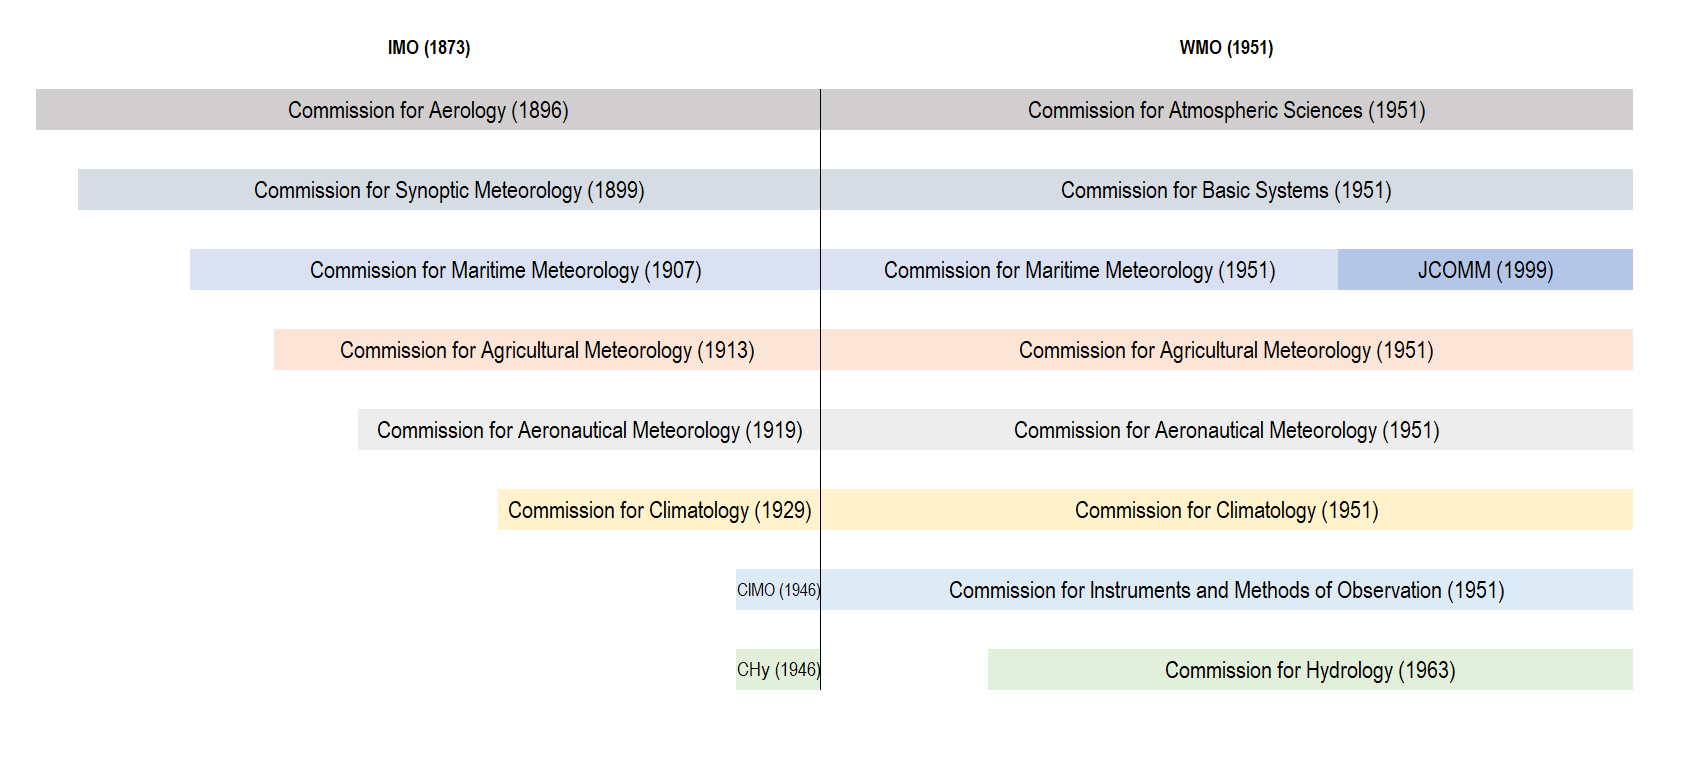 IMO (1873)
WMO (1951)
Commission for Aerology (1896)
Commission for Atmospheric Sciences (1951)
Commission for Synoptic Meteorology (1899)
Commission for Basic Systems (1951)
Commission for Maritime Meteorology (1907)
Commission for Maritime Meteorology (1951)
JCOMM (1999)
Commission for Agricultural Meteorology (1913)
Commission for Agricultural Meteorology (1951)
Commission for Aeronautical Meteorology (1919)
Commission for Aeronautical Meteorology (1951)
Commission for Climatology (1929)
Commission for Climatology (1951)
CIMO (1946)
Commission for Instruments and Methods of Observation (1951)
CHy (1946)
Commission for Hydrology (1963)